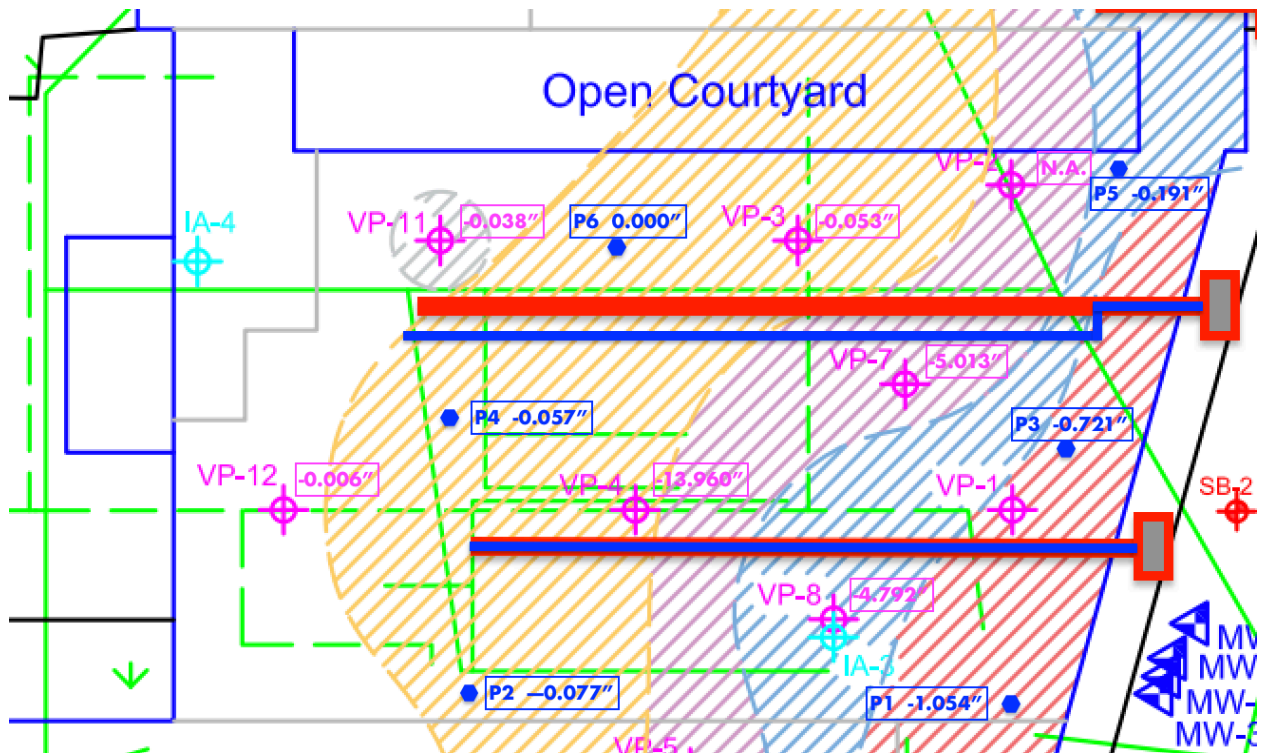 Open Courtyard
VP-2
N.A.
P5 -0.191″
IA-4
VP-11
-0.038″
P6 0.000″
VP-3
-0.053″
VP-7
-5.013″
P4 -0.057″
P3 -0.721″
VP-12
-0.006″
VP-4
-13.960″
VP-1
SB-2
VP-8
-4.792″
IA-3
MW
MW
P2 —0.077″
P1 -1.054″
MW-
MW-3
VP-5